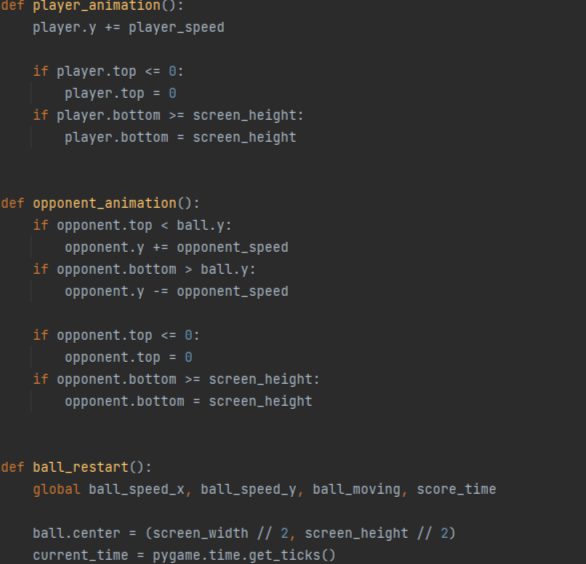 def player_animation():
    player.y += player_speed

    if player.top <= 0:
        player.top = 0
    if player.bottom >= screen_height:
        player.bottom = screen_height


def opponent_animation():
    if opponent.top < ball.y:
        opponent.y += opponent_speed
    if opponent.bottom > ball.y:
        opponent.y -= opponent_speed

    if opponent.top <= 0:
        opponent.top = 0
    if opponent.bottom >= screen_height:
        opponent.bottom = screen_height


def ball_restart():
    global ball_speed_x, ball_speed_y, ball_moving, score_time

    ball.center = (screen_width // 2, screen_height // 2)
    current_time = pygame.time.get_ticks()